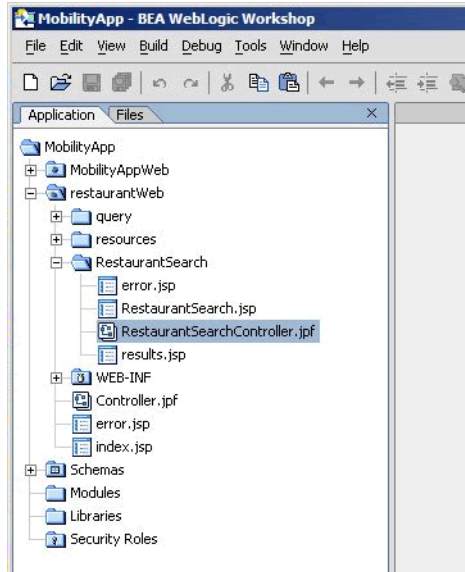 MobilityApp - BEA WebLogic Workshop
File Edit View Build Debug Tools Window Help
Application Files
MobilityApp
MobilityAppWeb
restaurantWeb
query
resources
RestaurantSearch
error.jsp
RestaurantSearch.jsp
RestaurantSearchController.jpf
results.jsp
WEB-INF
Controller.jpf
error.jsp
index.jsp
Schemas
Modules
Libraries
Security Roles